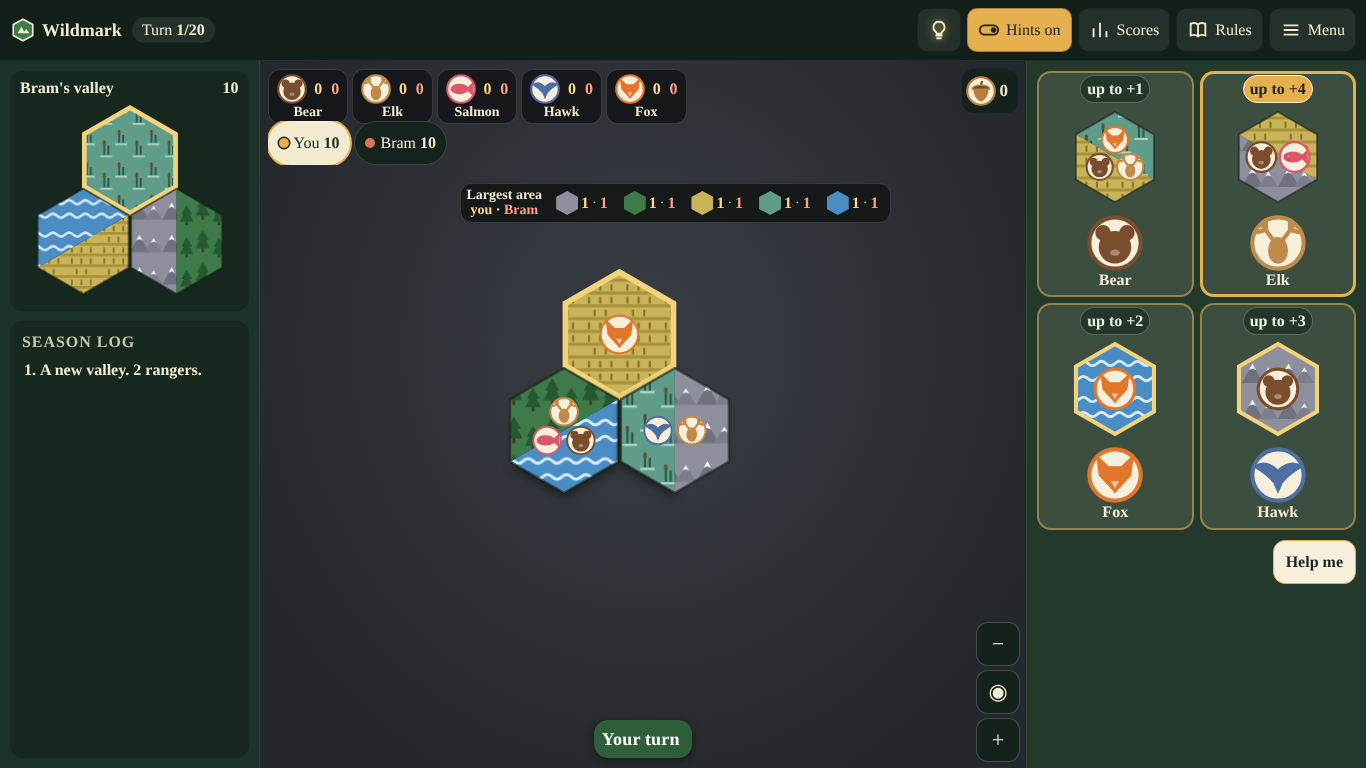 Wildmark
Turn 1/20
Hints on
Scores
Rules
Menu
Bram's valley
10
SEASON LOG
1. A new valley. 2 rangers.
0 0
Bear
0 0
Elk
0 0
Salmon
0 0
Hawk
0 0
Fox
0
You 10
Bram 10
Largest area
you · Bram
1 · 1
1 · 1
1 · 1
1 · 1
1 · 1
Your turn
−
+
up to +1
Bear
up to +4
Elk
up to +2
Fox
up to +3
Hawk
Help me